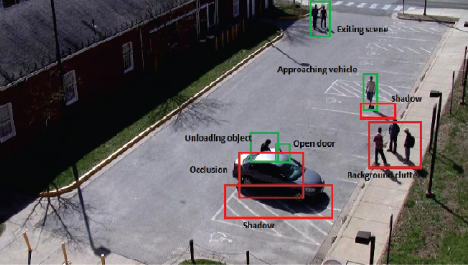 Exiting scene
Approaching vehicle
Shadow
Unloading object
Open door
Background clutter
Occlusion
Shadow